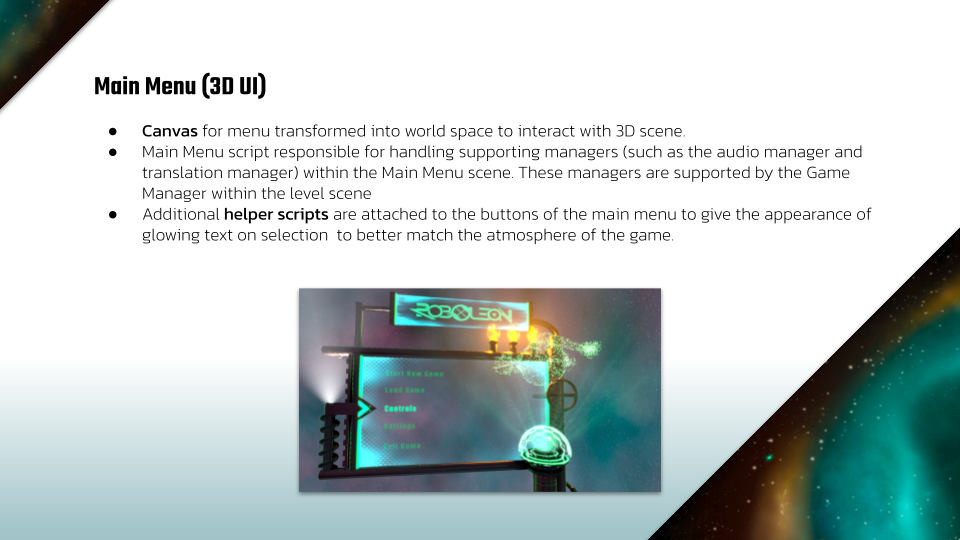 Main Menu (3D UI)
● Canvas for menu transformed into world space to interact with 3D scene.
● Main Menu script responsible for handling supporting managers (such as the audio manager and
translation manager) within the Main Menu scene. These managers are supported by the Game
Manager within the level scene
● Additional helper scripts are attached to the buttons of the main menu to give the appearance of
glowing text on selection  to better match the atmosphere of the game.
ROBOLEON
Start New Game
Load Game
Controls
Settings
Exit Game